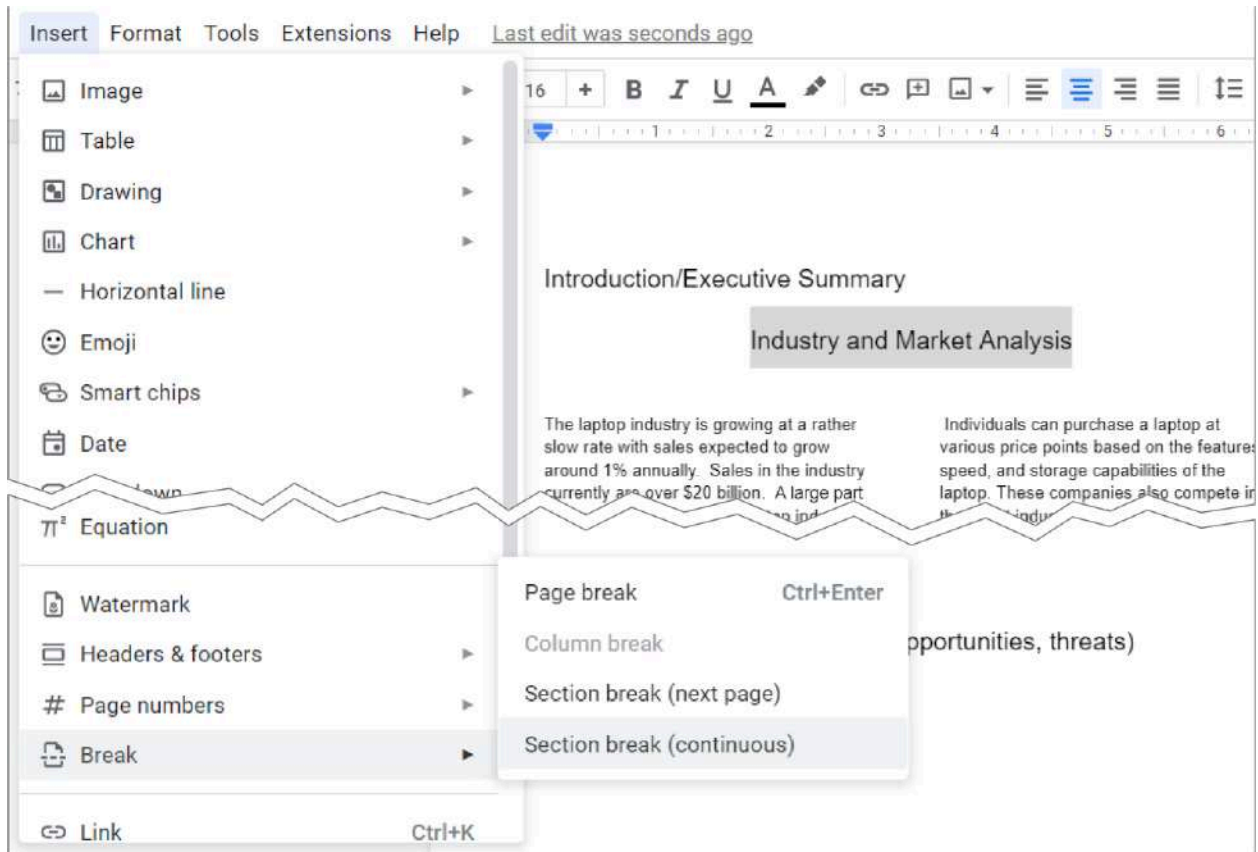 Insert Format Tools Extensions Help Last edit was seconds ago
Image
Table
Drawing
Chart
Horizontal line
Emoji
Smart chips
Date
π² Equation
Watermark
Headers & footers
# Page numbers
Break
Link Ctrl+K
16 + B I U A
1 2 3 4 5 6
Introduction/Executive Summary
Industry and Market Analysis
The laptop industry is growing at a rather
slow rate with sales expected to grow
around 1% annually. Sales in the industry
currently are over $20 billion. A large part
Individuals can purchase a laptop at
various price points based on the features
speed, and storage capabilities of the
laptop. These companies also compete in
Page break Ctrl+Enter
Column break
Section break (next page)
Section break (continuous)
pportunities, threats)